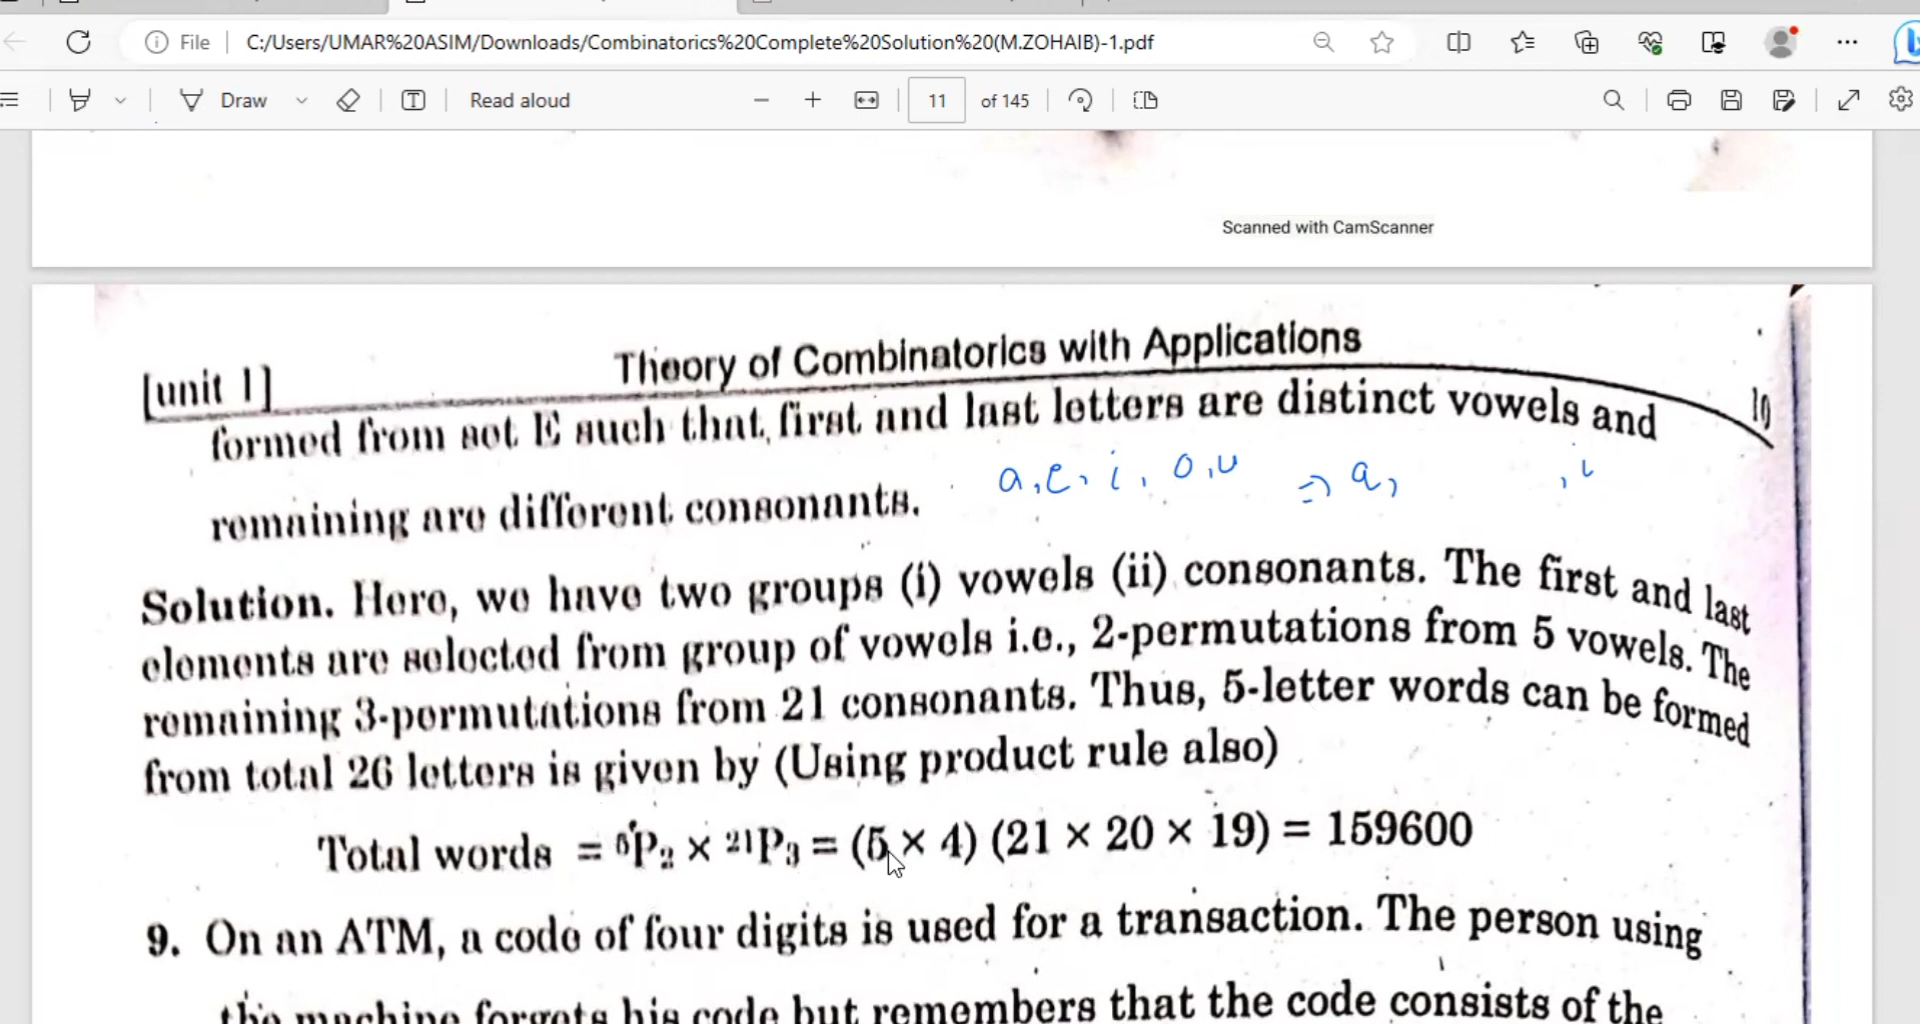 File C:/Users/UMAR%20ASIM/Downloads/Combinatorics%20Complete%20Solution%20(M.ZOHAIB)-1.pdf
Draw Read aloud 11 of 145
Scanned with CamScanner
[unit 1] Theory of Combinatorics with Applications 10
formed from set E such that, first and last letters are distinct vowels and
a, e, i, o, u ⇒ a, , i
remaining are different consonants.
Solution. Here, we have two groups (i) vowels (ii) consonants. The first and last
elements are selected from group of vowels i.e., 2-permutations from 5 vowels. The
remaining 3-permutations from 21 consonants. Thus, 5-letter words can be formed
from total 26 letters is given by (Using product rule also)
Total words = ⁵P₂ × ²¹P₃ = (5 × 4) (21 × 20 × 19) = 159600
9. On an ATM, a code of four digits is used for a transaction. The person using
the machine forgets his code but remembers that the code consists of the